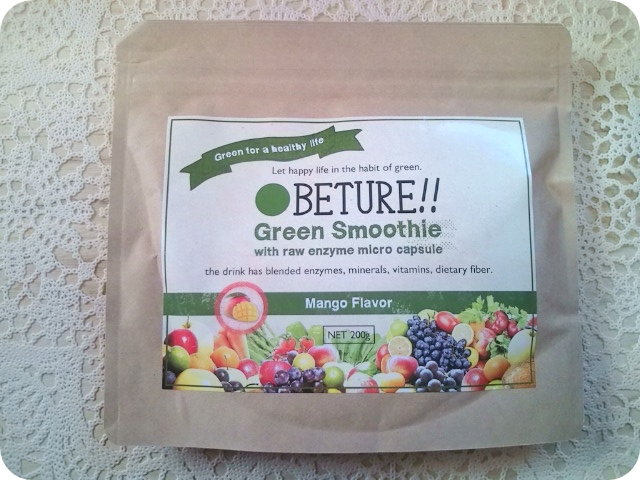 Green for a healthy life
Let happy life in the habit of green.
BETURE!!
Green Smoothie
with raw enzyme micro capsule
the drink has blended enzymes, minerals, vitamins, dietary fiber.
Mango Flavor
NET 200g